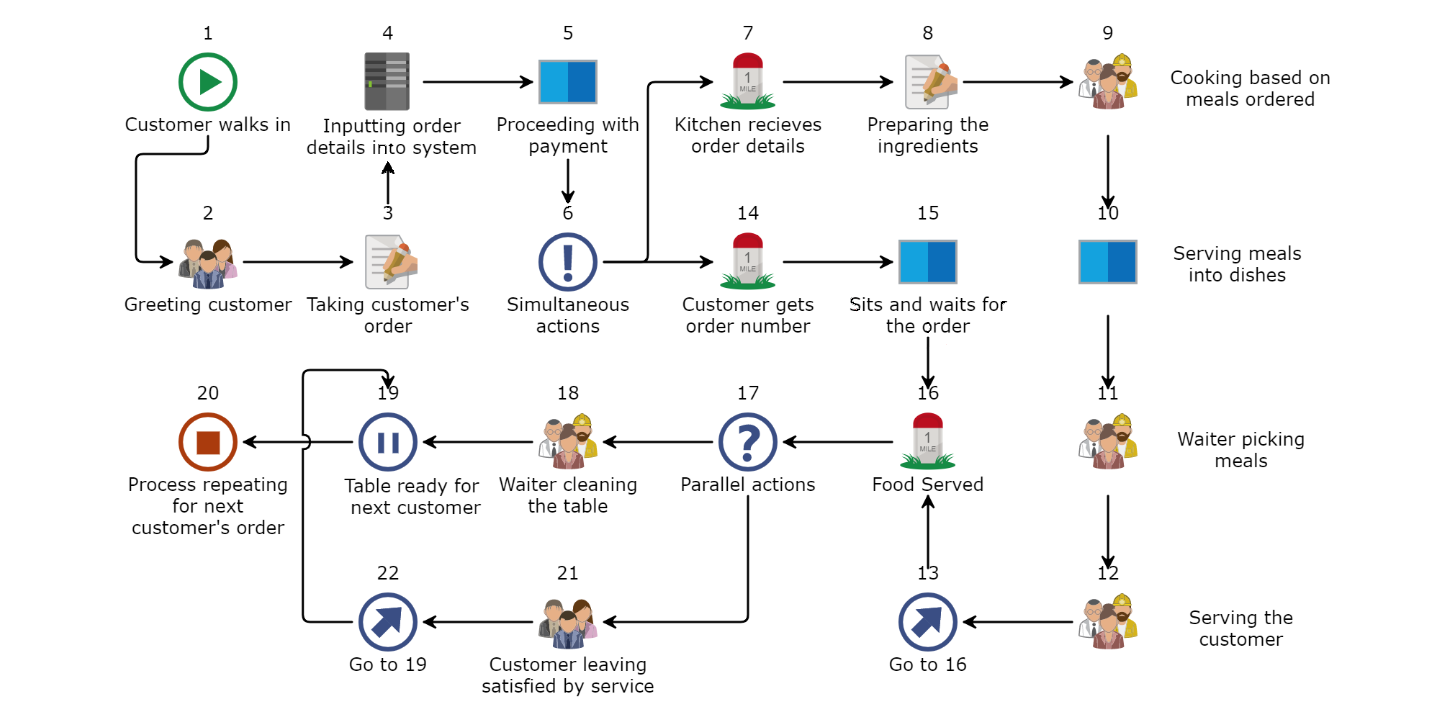 1
4
5
7
8
9
1
MILE
Cooking based on
meals ordered
Customer walks in
Inputting order
details into system
Proceeding with
payment
Kitchen recieves
order details
Preparing the
ingredients
2
3
6
14
15
10
!
1
MILE
Serving meals
into dishes
Greeting customer
Taking customer's
order
Simultaneous
actions
Customer gets
order number
Sits and waits for
the order
20
19
18
17
16
11
?
1
MILE
Waiter picking
meals
Process repeating
for next
customer's order
Table ready for
next customer
Waiter cleaning
the table
Parallel actions
Food Served
22
21
13
12
Serving the
customer
Go to 19
Customer leaving
satisfied by service
Go to 16